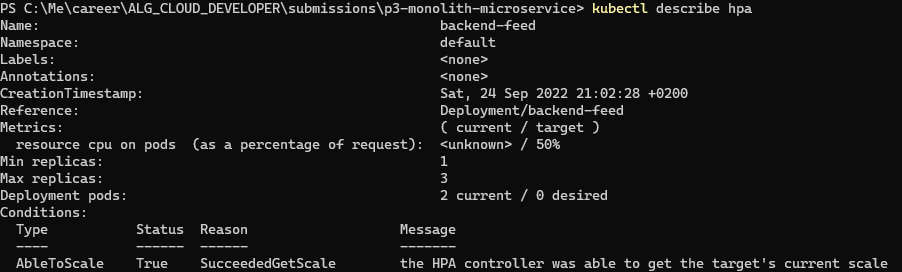 PS C:\Me\career\ALG_CLOUD_DEVELOPER\submissions\p3-monolith-microservice> kubectl describe hpa
Name: backend-feed
Namespace: default
Labels: <none>
Annotations: <none>
CreationTimestamp: Sat, 24 Sep 2022 21:02:28 +0200
Reference: Deployment/backend-feed
Metrics: ( current / target )
  resource cpu on pods  (as a percentage of request): <unknown> / 50%
Min replicas: 1
Max replicas: 3
Deployment pods: 2 current / 0 desired
Conditions:
  Type           Status  Reason             Message
  ----           ------  ------             -------
  AbleToScale    True    SucceededGetScale  the HPA controller was able to get the target's current scale